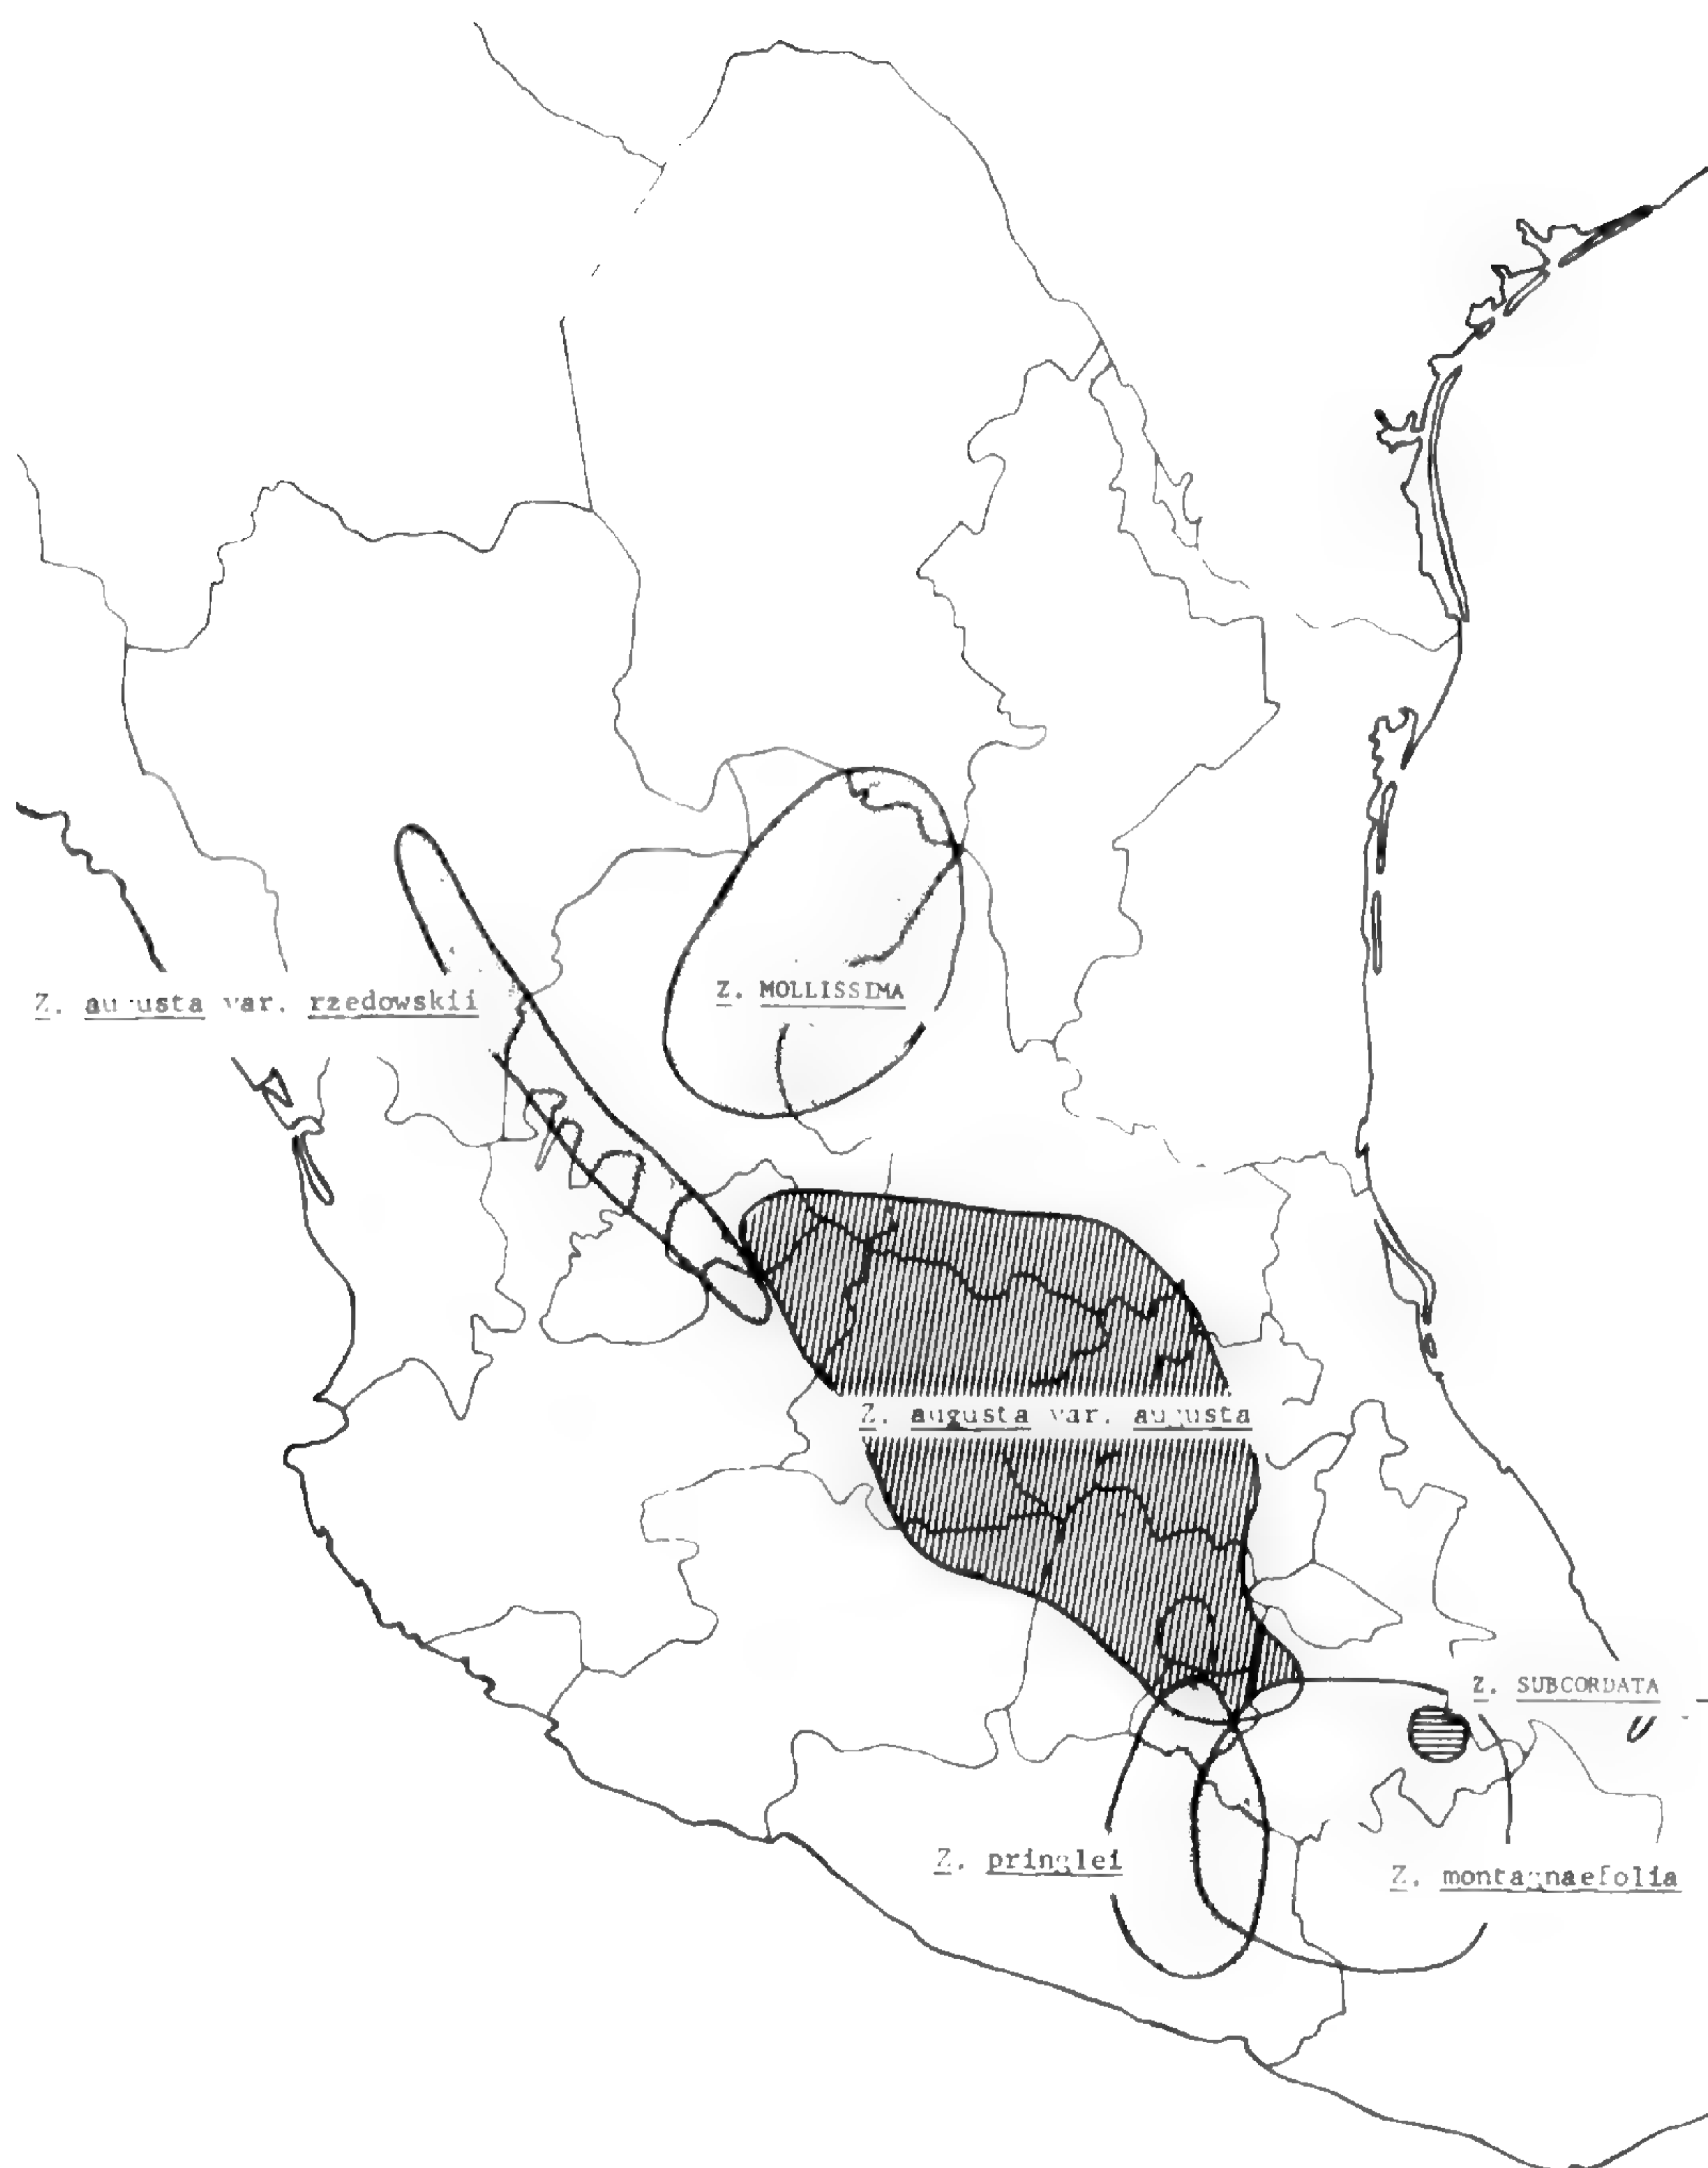 Z. augusta var. rzedowskii
Z. MOLLISSIMA
Z. augusta var. augusta
Z. SUBCORDATA
Z. pringlei
Z. montagnaefolia